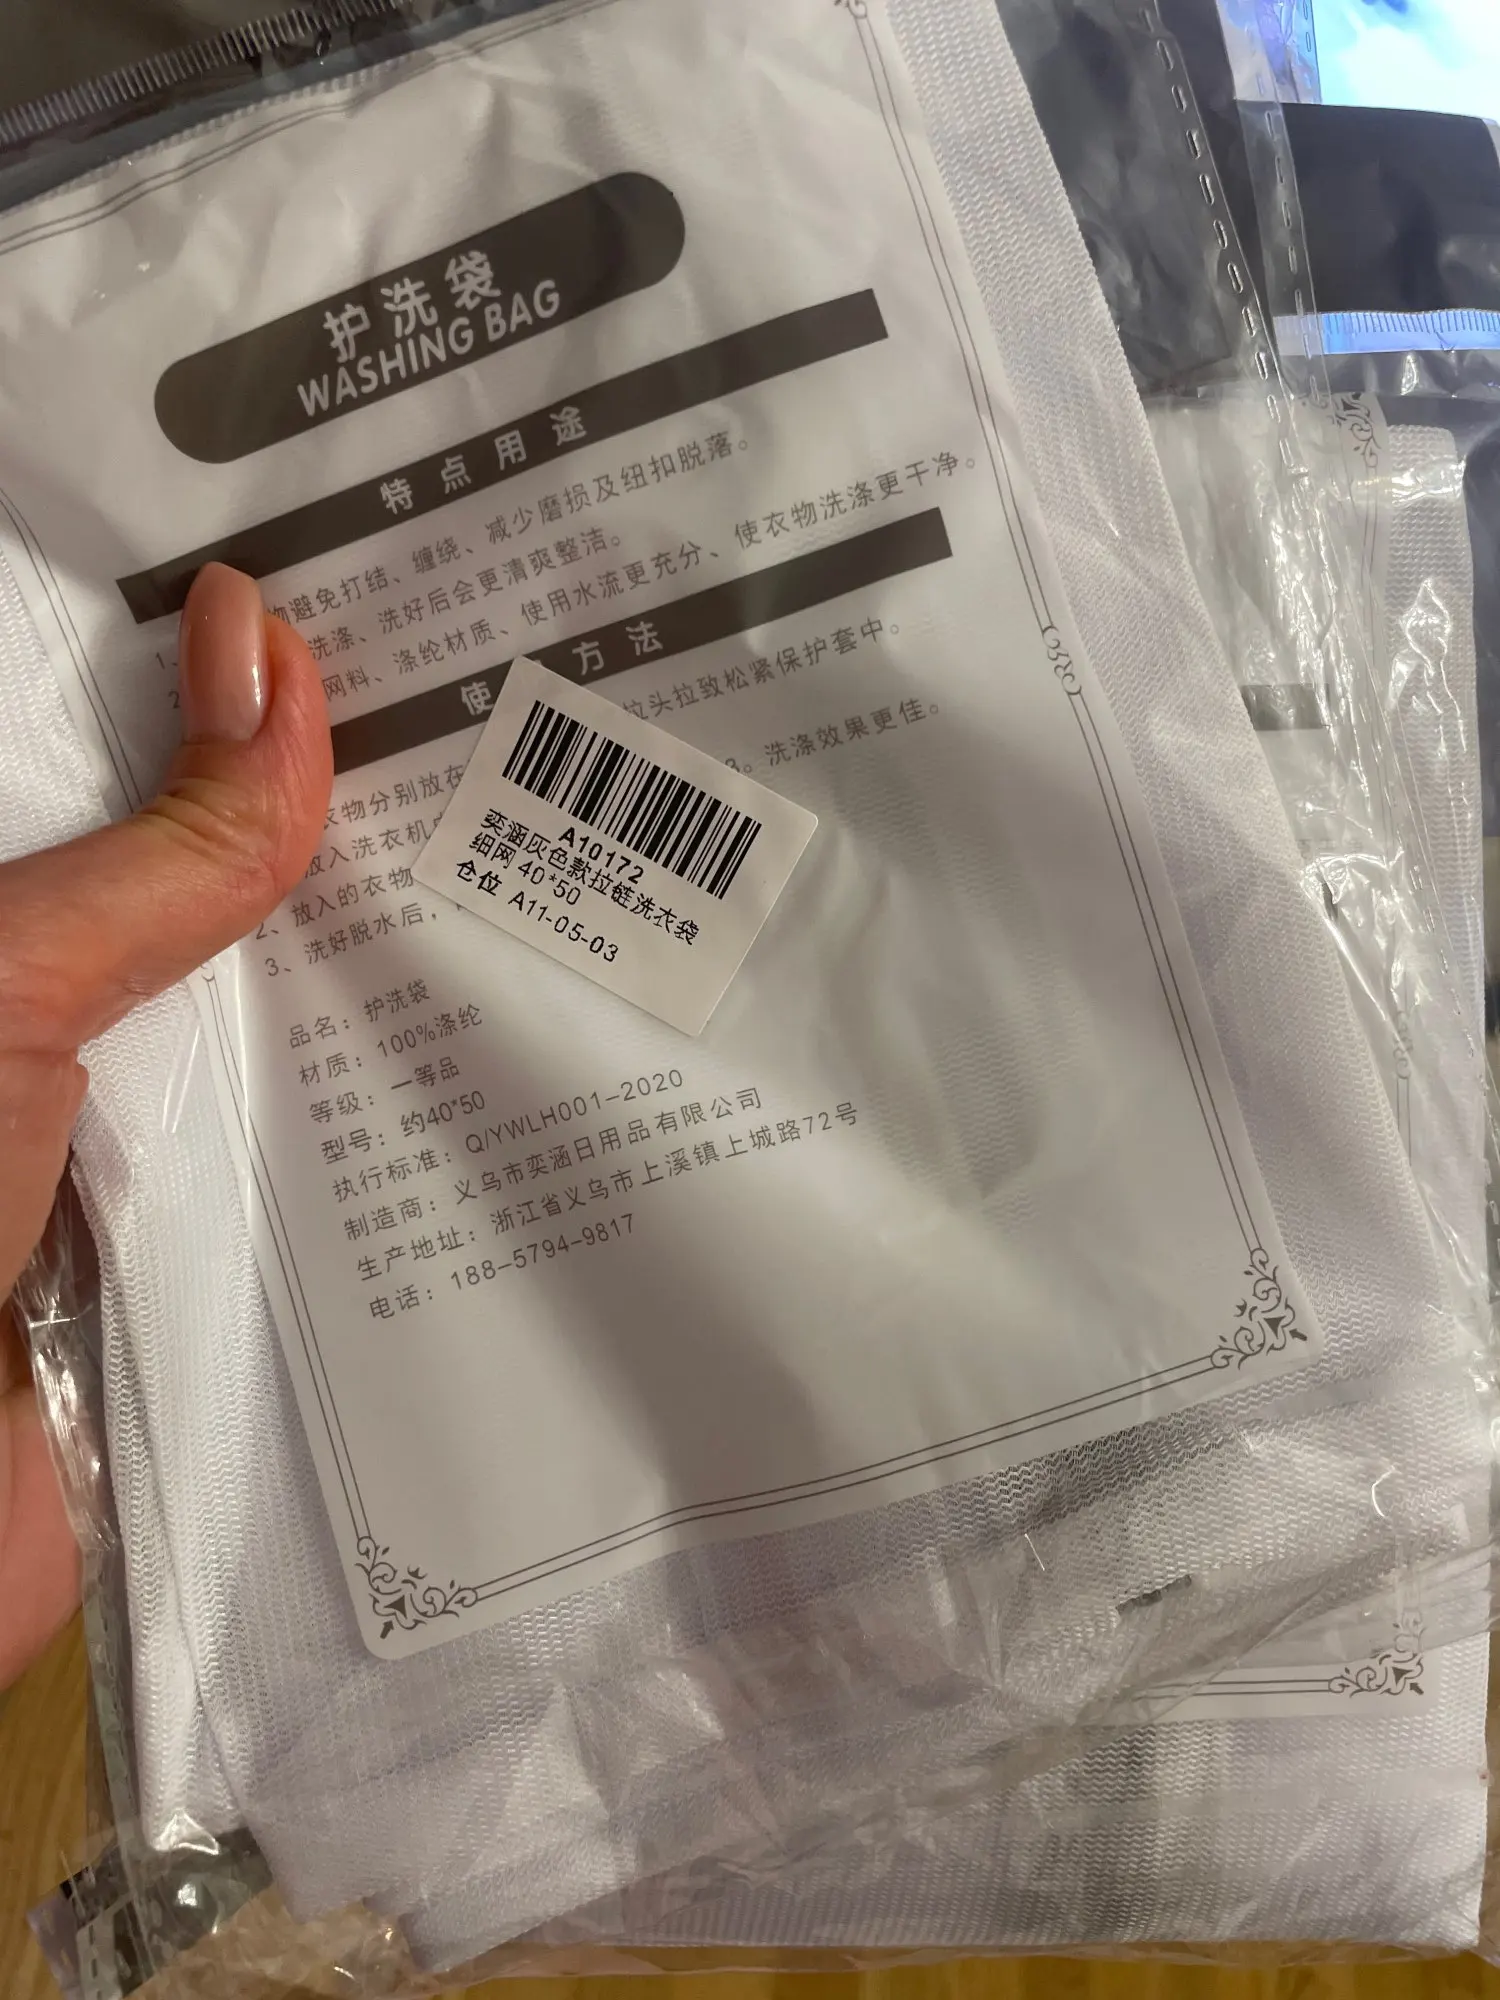 护洗袋
WASHING BAG
特点用途
1、
物避免打结、缠绕、减少磨损及纽扣脱落。
洗涤、洗好后会更清爽整洁。
2
网料、涤纶材质、使用水流更充分、使衣物洗涤更干净。
使 方法
衣物分别放在 拉头拉致松紧保护套中。
放入洗衣机
2、放入的衣物 。洗涤效果更佳。
3、洗好脱水后，
A10172
奕涵灰色款拉链洗衣袋
细网 40*50
仓位 A11-05-03
品名：护洗袋
材质：100%涤纶
等级：一等品
型号：约40*50
执行标准：Q/YWLH001-2020
制造商：义乌市奕涵日用品有限公司
生产地址：浙江省义乌市上溪镇上城路72号
电话：188-5794-9817